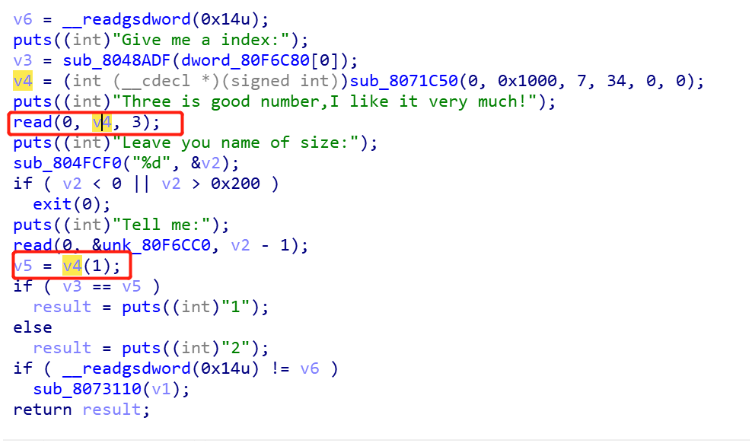 v6 = __readgsdword(0x14u);
puts((int)"Give me a index:");
v3 = sub_8048ADF(dword_80F6C80[0]);
v4 = (int (__cdecl *)(signed int))sub_8071C50(0, 0x1000, 7, 34, 0, 0);
puts((int)"Three is good number,I like it very much!");
read(0, v4, 3);
puts((int)"Leave you name of size:");
sub_804FCF0("%d", &v2);
if ( v2 < 0 || v2 > 0x200 )
exit(0);
puts((int)"Tell me:");
read(0, &unk_80F6CC0, v2 - 1);
v5 = v4(1);
if ( v3 == v5 )
result = puts((int)"1");
else
result = puts((int)"2");
if ( __readgsdword(0x14u) != v6 )
sub_8073110(v1);
return result;